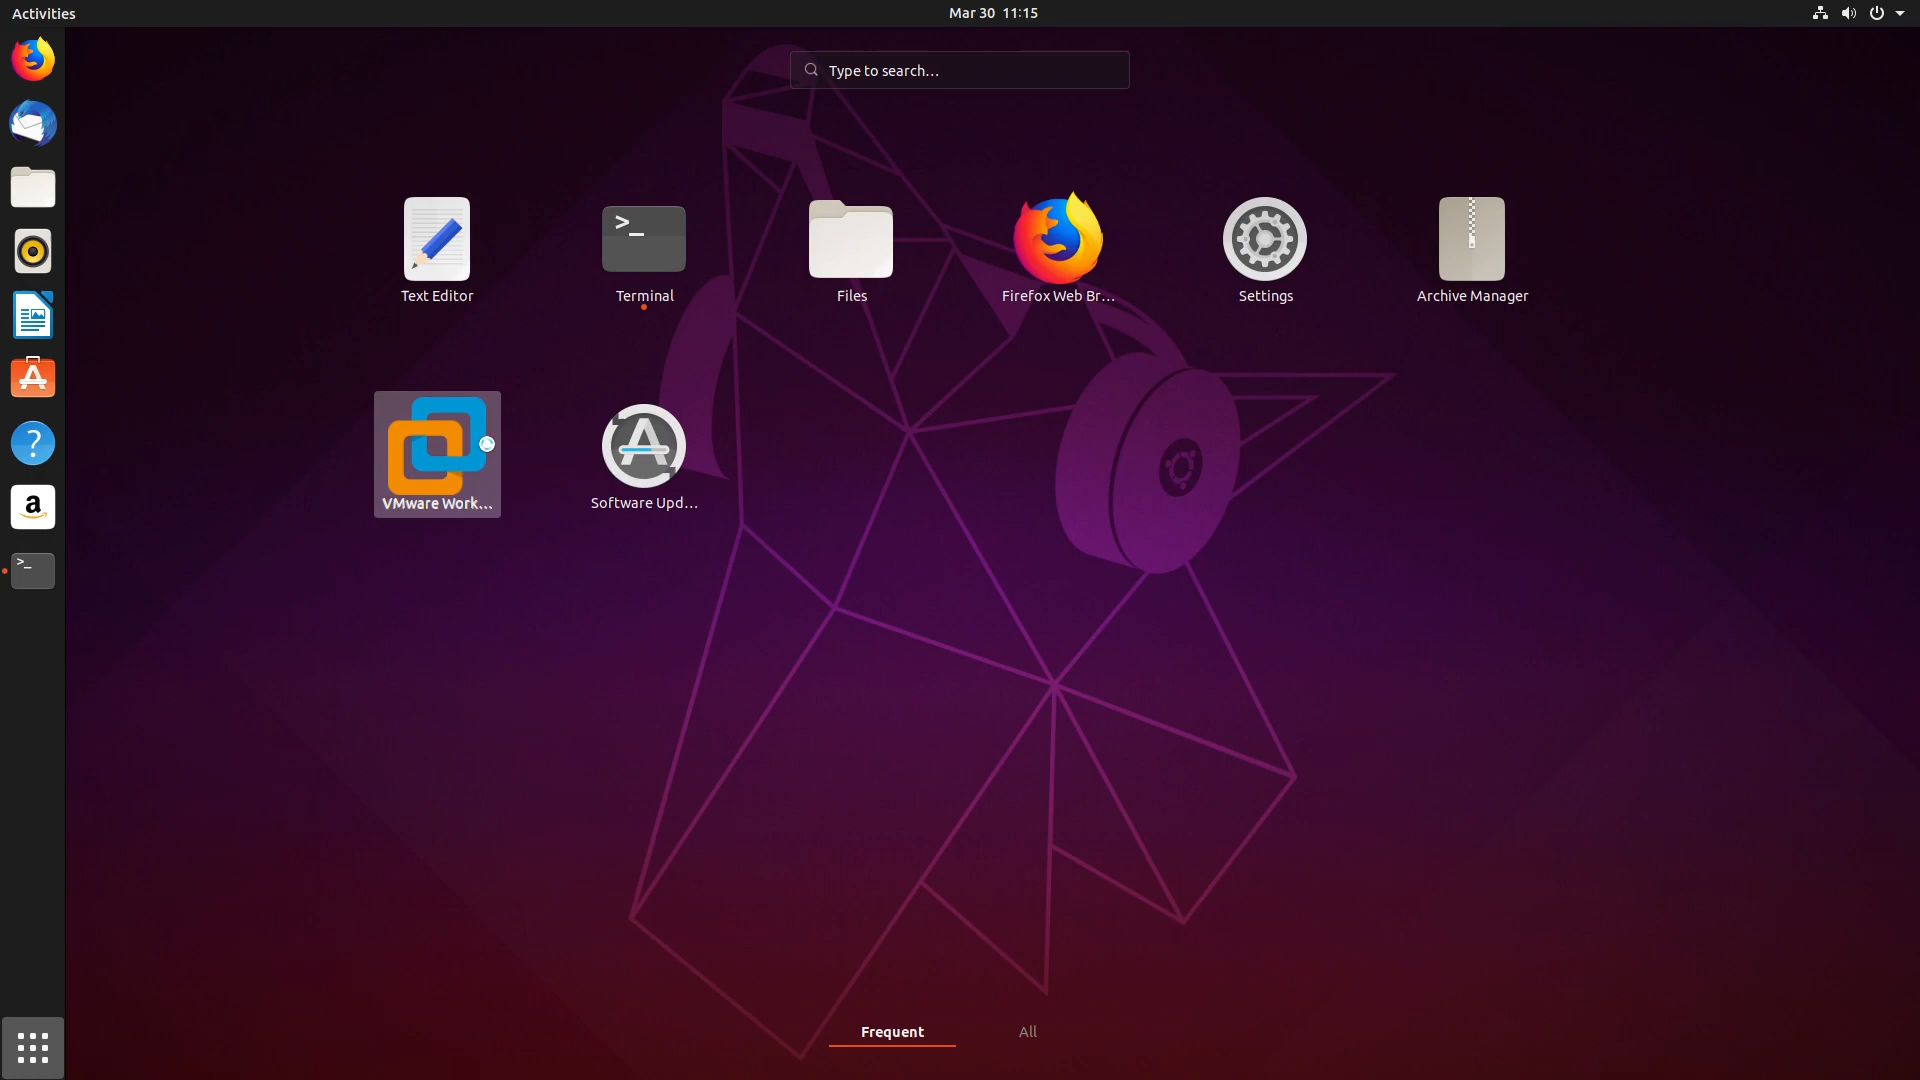 Activities
Mar 30 11:15
Type to search...
Text Editor
Terminal
Files
Firefox Web Br...
Settings
Archive Manager
VMware Work...
Software Upd...
Frequent
All